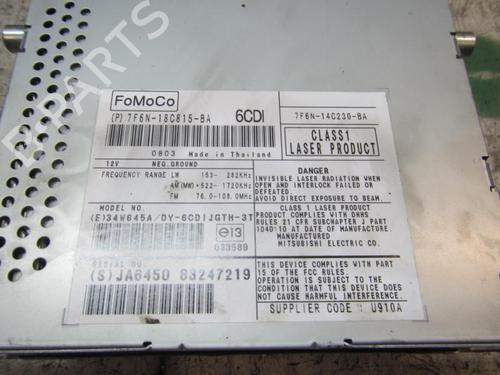 FoMoCo
(P) 7F6N-18C815-BA 6CDI
7F6N-14C230-BA
0803 Made in Thailand
CLASS1
LASER PRODUCT
12V NEG.GROUND
FREQUENCY RANGE LW 153- 282KHz
AM(MW)*522- 1720KHz
FM 76.0-108.0MHz
DANGER
INVISIBLE LASER RADIATION WHEN
OPEN AND INTERLOCK FAILED OR
DEFEATED.
AVOID DIRECT EXPOSURE TO BEAM.
MODEL NO.
(E)34W645A/DY-6CDIJGTH-3T
e13
033589
CLASS 1 LASER PRODUCT
THIS PRODUCT COMPLIES WITH DHHS
RULES 21 CFR SUBCHAPTER J PART
1040:10 AT DATE OF MANUFACTURE.
MITSUBISHI ELECTRIC CO.
SERIAL NO.
(S)JA6450 83247219
THIS DEVICE COMPLIES WITH PART
15 OF THE FCC RULES.
OPERATION IS SUBJECT TO THE
CONDITION THAT THIS DEVICE DOES
NOT CAUSE HARMFUL INTERFERENCE.
SUPPLIER CODE : U910A